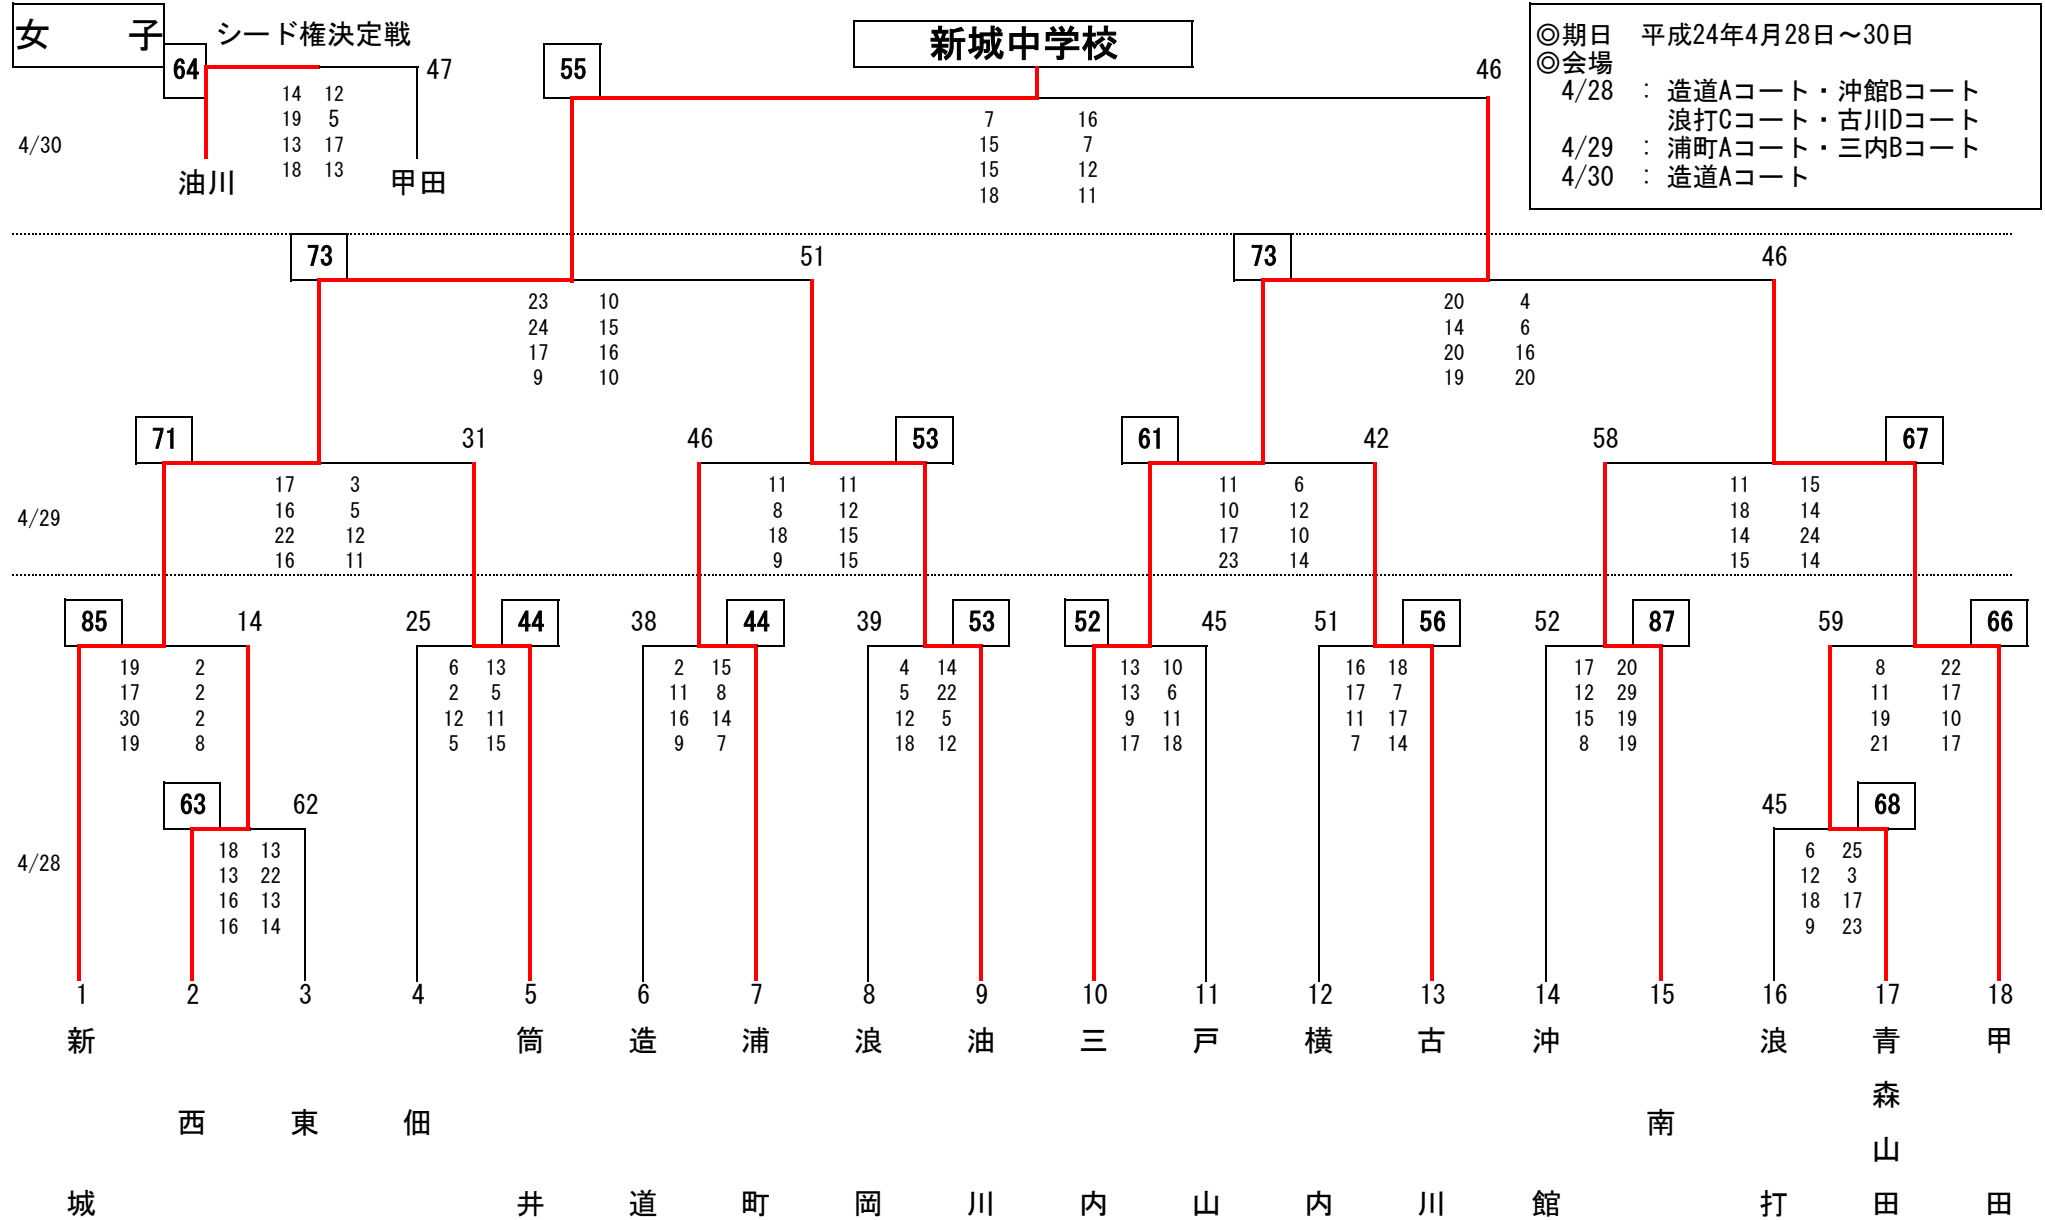 女 子
シード権決定戦
新城中学校
◎期日 平成24年4月28日～30日
◎会場
4/28 : 造道Aコート・沖館Bコート
浪打Cコート・古川Dコート
4/29 : 浦町Aコート・三内Bコート
4/30 : 造道Aコート
64 47 55 46
14 12
19 5
13 17
18 13
4/30
油川 甲田
7 16
15 7
15 12
18 11
73 51 73 46
23 10 20 4
24 15 14 6
17 16 20 16
9 10 19 20
71 31 46 53 61 42 58 67
17 3 11 11 11 6 11 15
16 5 8 12 10 12 18 14
22 12 18 15 17 10 14 24
16 11 9 15 23 14 15 14
4/29
85 14 25 44 38 44 39 53 52 45 51 56 52 87 59 66
19 2 6 13 2 15 4 14 13 10 16 18 17 20 8 22
17 2 2 5 11 8 5 22 13 6 17 7 12 29 11 17
30 2 12 11 16 14 12 5 9 11 11 17 15 19 19 10
19 8 5 15 9 7 18 12 17 18 7 14 8 19 21 17
63 62 45 68
18 13 6 25
13 22 12 3
16 13 18 17
16 14 9 23
4/28
1 2 3 4 5 6 7 8 9 10 11 12 13 14 15 16 17 18
新城
西
東
佃
筒井
造道
浦町
浪岡
油川
三内
戸山
横内
古川
沖館
南
浪打
青森山田
甲田